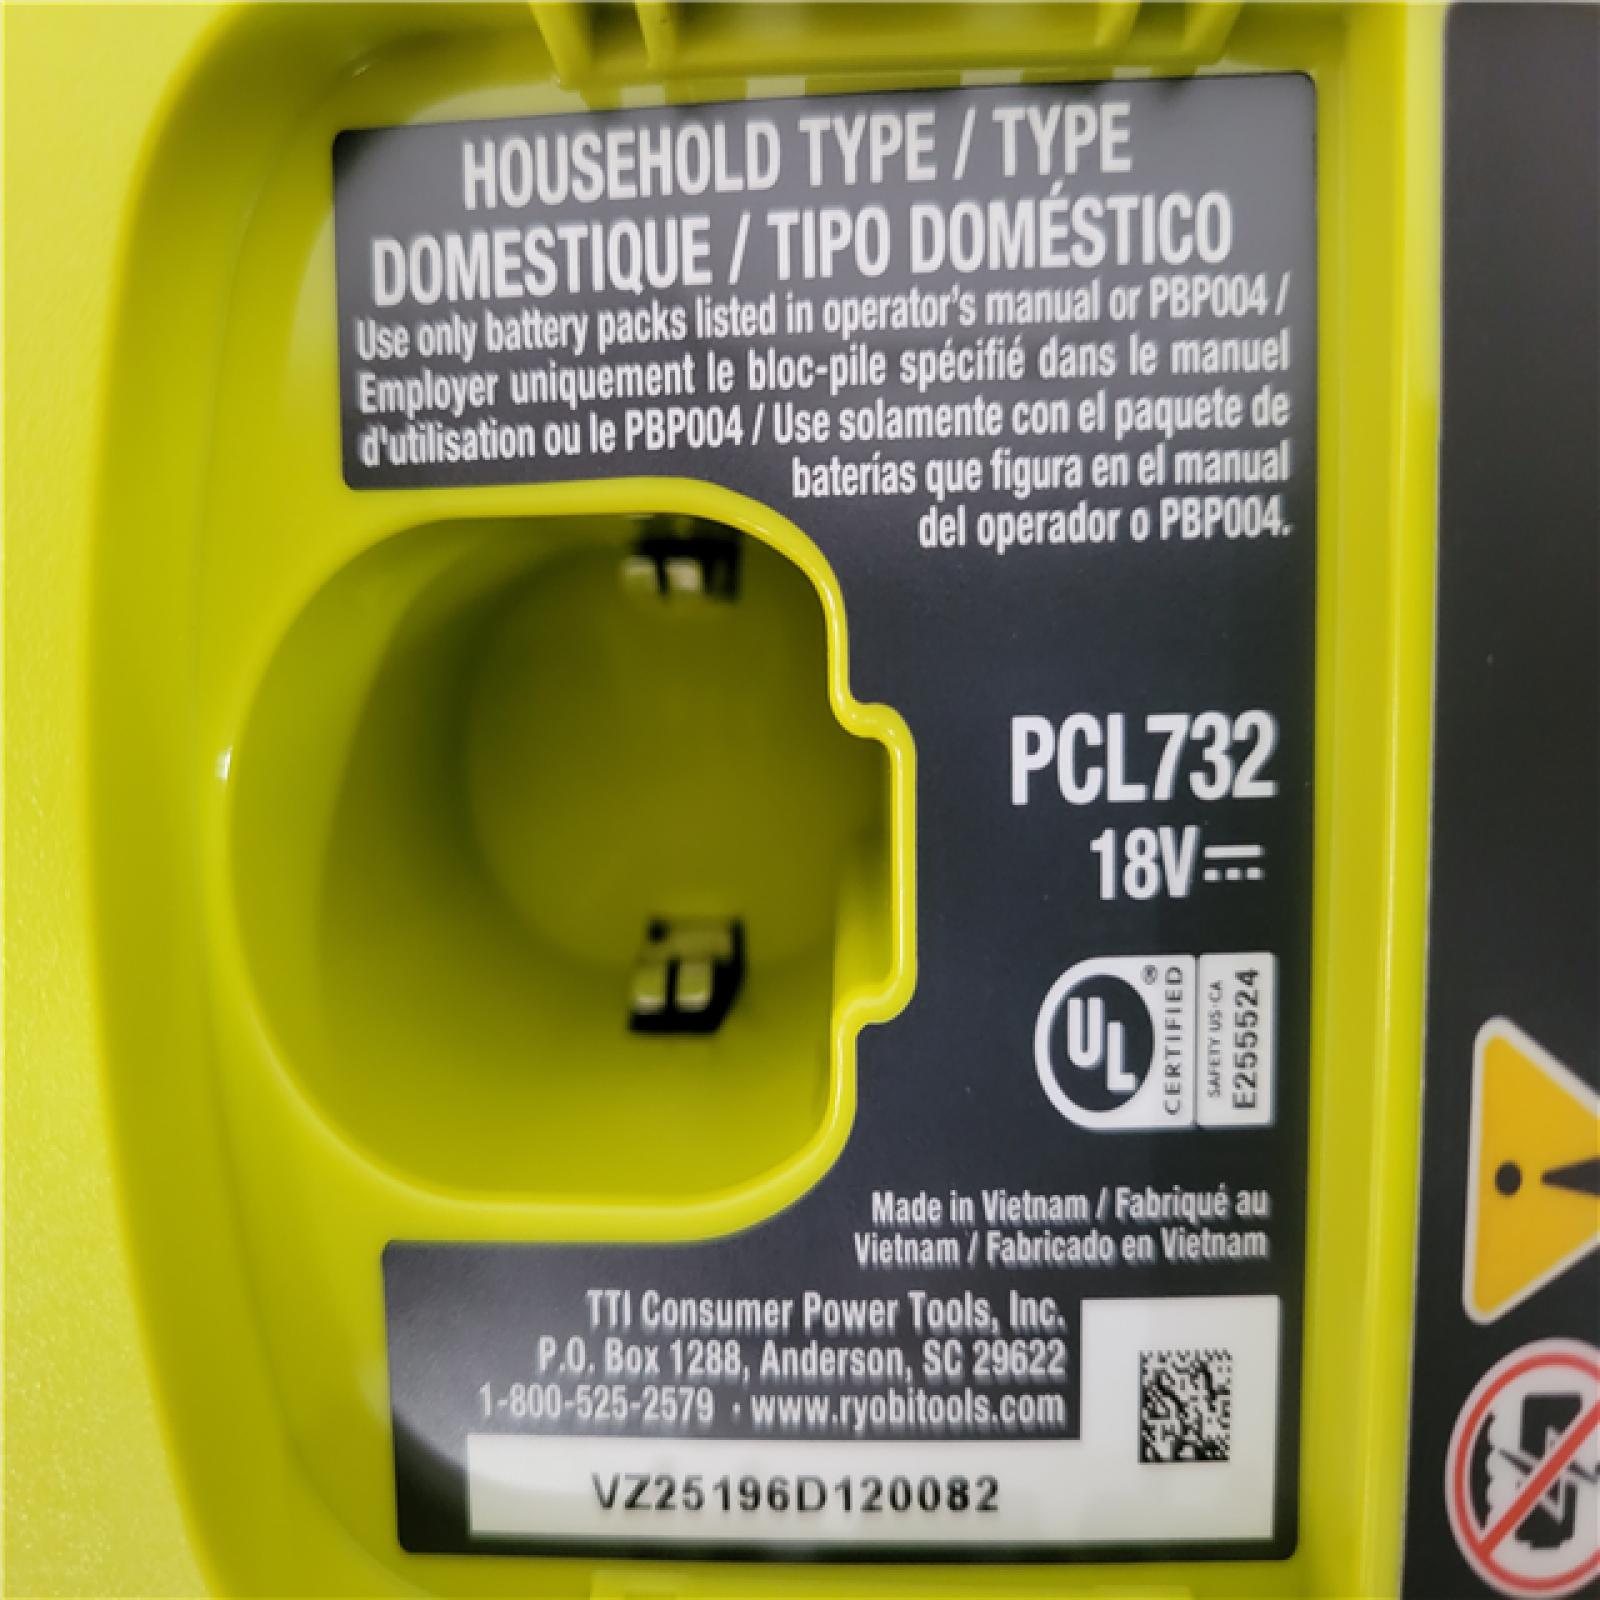 HOUSEHOLD TYPE / TYPE
DOMESTIQUE / TIPO DOMÉSTICO
Use only battery packs listed in operator's manual or PBP004 /
Employer uniquement le bloc-pile spécifié dans le manuel
d'utilisation ou le PBP004 / Use solamente con el paquete de
baterías que figura en el manual
del operador o PBP004.
PCL732
18V
UL ® CERTIFIED
SAFETY US·CA
E255524
Made in Vietnam / Fabriqué au
Vietnam / Fabricado en Vietnam
TTI Consumer Power Tools, Inc.
P.O. Box 1288, Anderson, SC 29622
1-800-525-2579 · www.ryobitools.com
VZ25196D120082